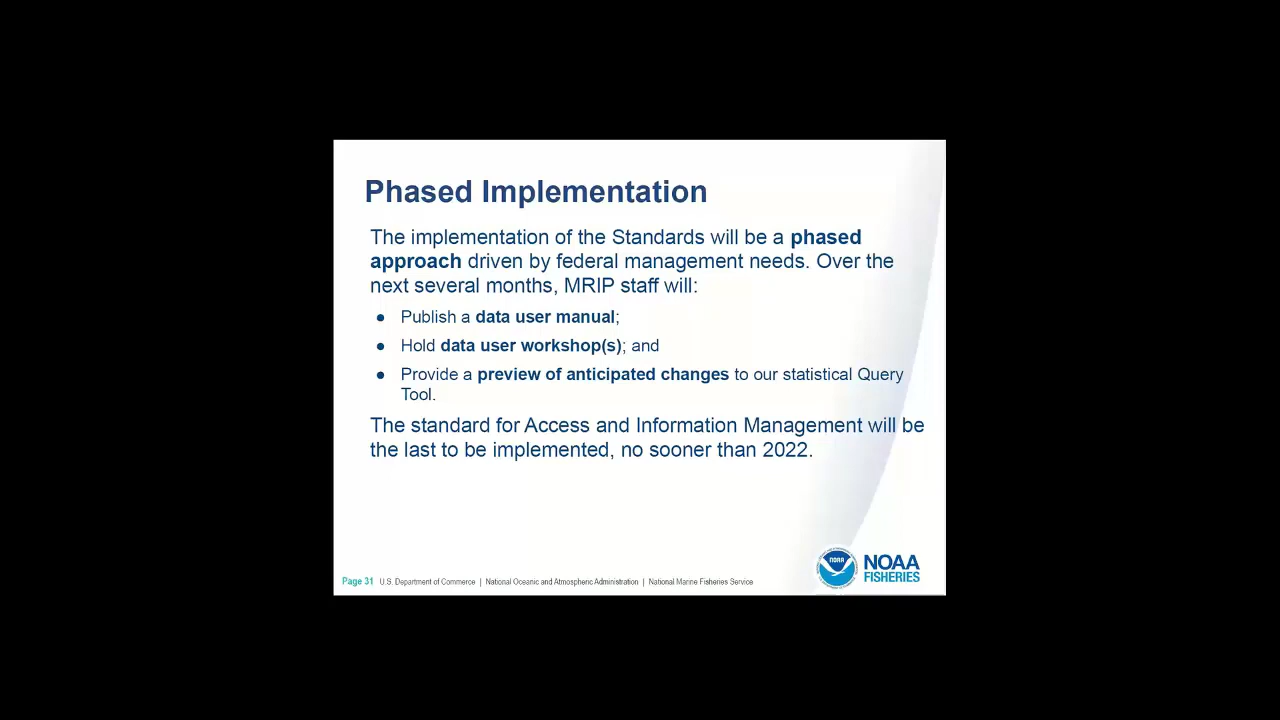 Phased Implementation
The implementation of the Standards will be a phased
approach driven by federal management needs. Over the
next several months, MRIP staff will:
● Publish a data user manual;
● Hold data user workshop(s); and
● Provide a preview of anticipated changes to our statistical Query
Tool.
The standard for Access and Information Management will be
the last to be implemented, no sooner than 2022.
NOAA
NOAA
FISHERIES
Page 31 U.S. Department of Commerce | National Oceanic and Atmospheric Administration | National Marine Fisheries Service